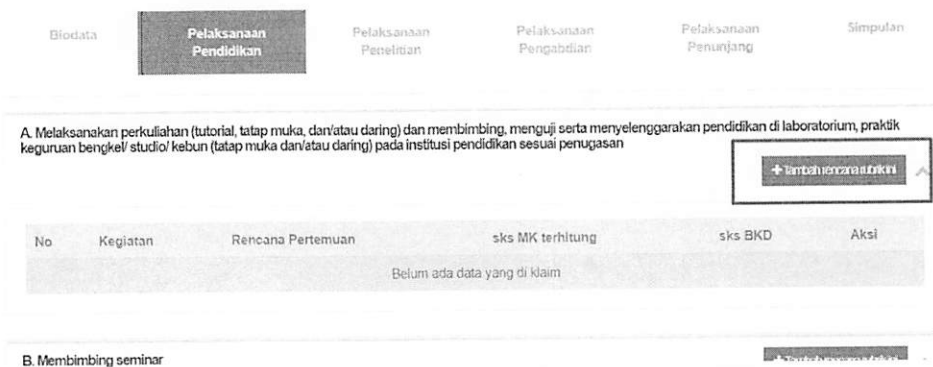 Biodata
Pelaksanaan
Pendidikan
Pelaksanaan
Penelitian
Pelaksanaan
Pengabdian
Pelaksanaan
Penunjang
Simpulan
A. Melaksanakan perkuliahan (tutorial, tatap muka, dan/atau daring) dan membimbing, menguji serta menyelenggarakan pendidikan di laboratorium, praktik
keguruan bengkel/ studio/ kebun (tatap muka dan/atau daring) pada institusi pendidikan sesuai penugasan
+ Tambah rencana rubrik ini
No Kegiatan Rencana Pertemuan sks MK terhitung sks BKD Aksi
Belum ada data yang di klaim
B. Membimbing seminar